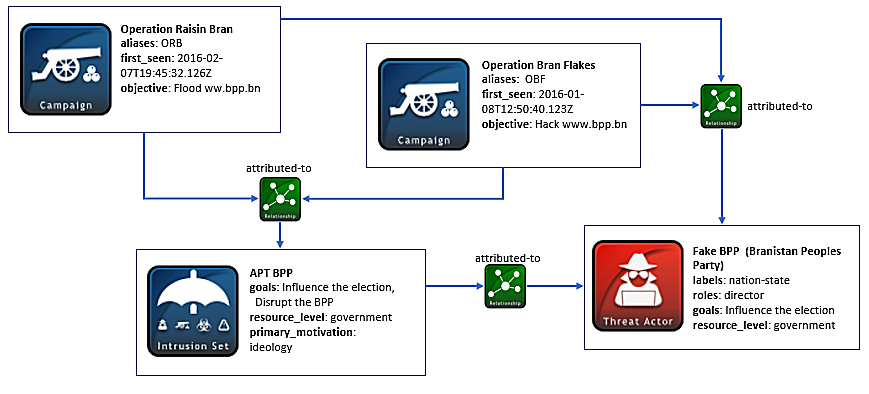 Operation Raisin Bran
aliases: ORB
first_seen: 2016-02-
07T19:45:32.126Z
objective: Flood ww.bpp.bn
Campaign
Operation Bran Flakes
aliases: OBF
first_seen: 2016-01-
08T12:50:40.123Z
objective: Hack www.bpp.bn
Campaign
Relationship
attributed-to
attributed-to
Relationship
APT BPP
goals: Influence the election,
Disrupt the BPP
resource_level: government
primary_motivation:
ideology
Intrusion Set
attributed-to
Relationship
Fake BPP (Branistan Peoples
Party)
labels: nation-state
roles: director
goals: Influence the election
resource_level: government
Threat Actor